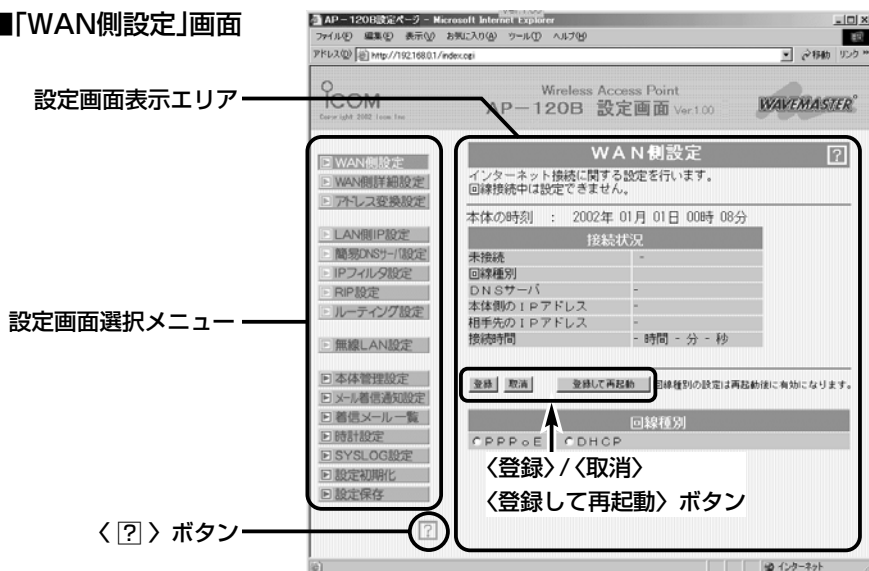 ■「WAN側設定」画面
AP－120B設定ページ - Microsoft Internet Explorer
ファイル(F) 編集(E) 表示(V) お気に入り(A) ツール(T) ヘルプ(H)
アドレス(D) http://192.168.0.1/index.cgi 移動 リンク »
設定画面表示エリア
ICOM
Copyright 2002 Icom Inc
Wireless Access Point
AP－120B 設定画面 Ver.1.00
WAVEMASTER
WAN側設定
WAN側詳細設定
アドレス変換設定
LAN側IP設定
簡易DNSサーバ設定
IPフィルタ設定
RIP設定
ルーティング設定
無線LAN設定
本体管理設定
メール着信通知設定
着信メール一覧
時計設定
SYSLOG設定
設定初期化
設定保存
?
設定画面選択メニュー
〈 ? 〉ボタン
WAN側設定 ?
インターネット接続に関する設定を行います。
回線接続中は設定できません。
本体の時刻 ： 2002年 01月 01日 00時 08分
接続状況
未接続 -
回線種別
DNSサーバ -
本体側のIPアドレス -
相手先のIPアドレス -
接続時間 - 時間 - 分 - 秒
登録 取消 登録して再起動 回線種別の設定は再起動後に有効になります。
回線種別
PPPoE DHCP
〈登録〉/〈取消〉
〈登録して再起動〉ボタン
インターネット